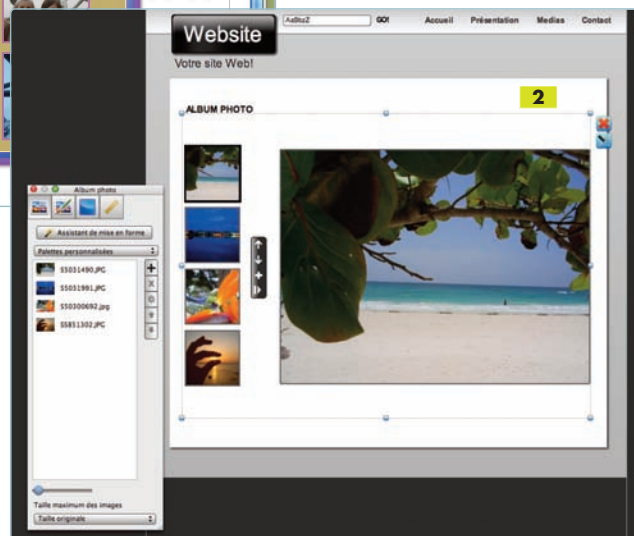 Website
AaBbzZ GO! Accueil Présentation Medias Contact
Votre site Web!
ALBUM PHOTO
2
Album photo
Assistant de mise en forme
Palettes personnalisées
S5031490.JPG
S5031991.JPG
S50300692.jpg
S5851302.JPG
Taille maximum des images
Taille originale